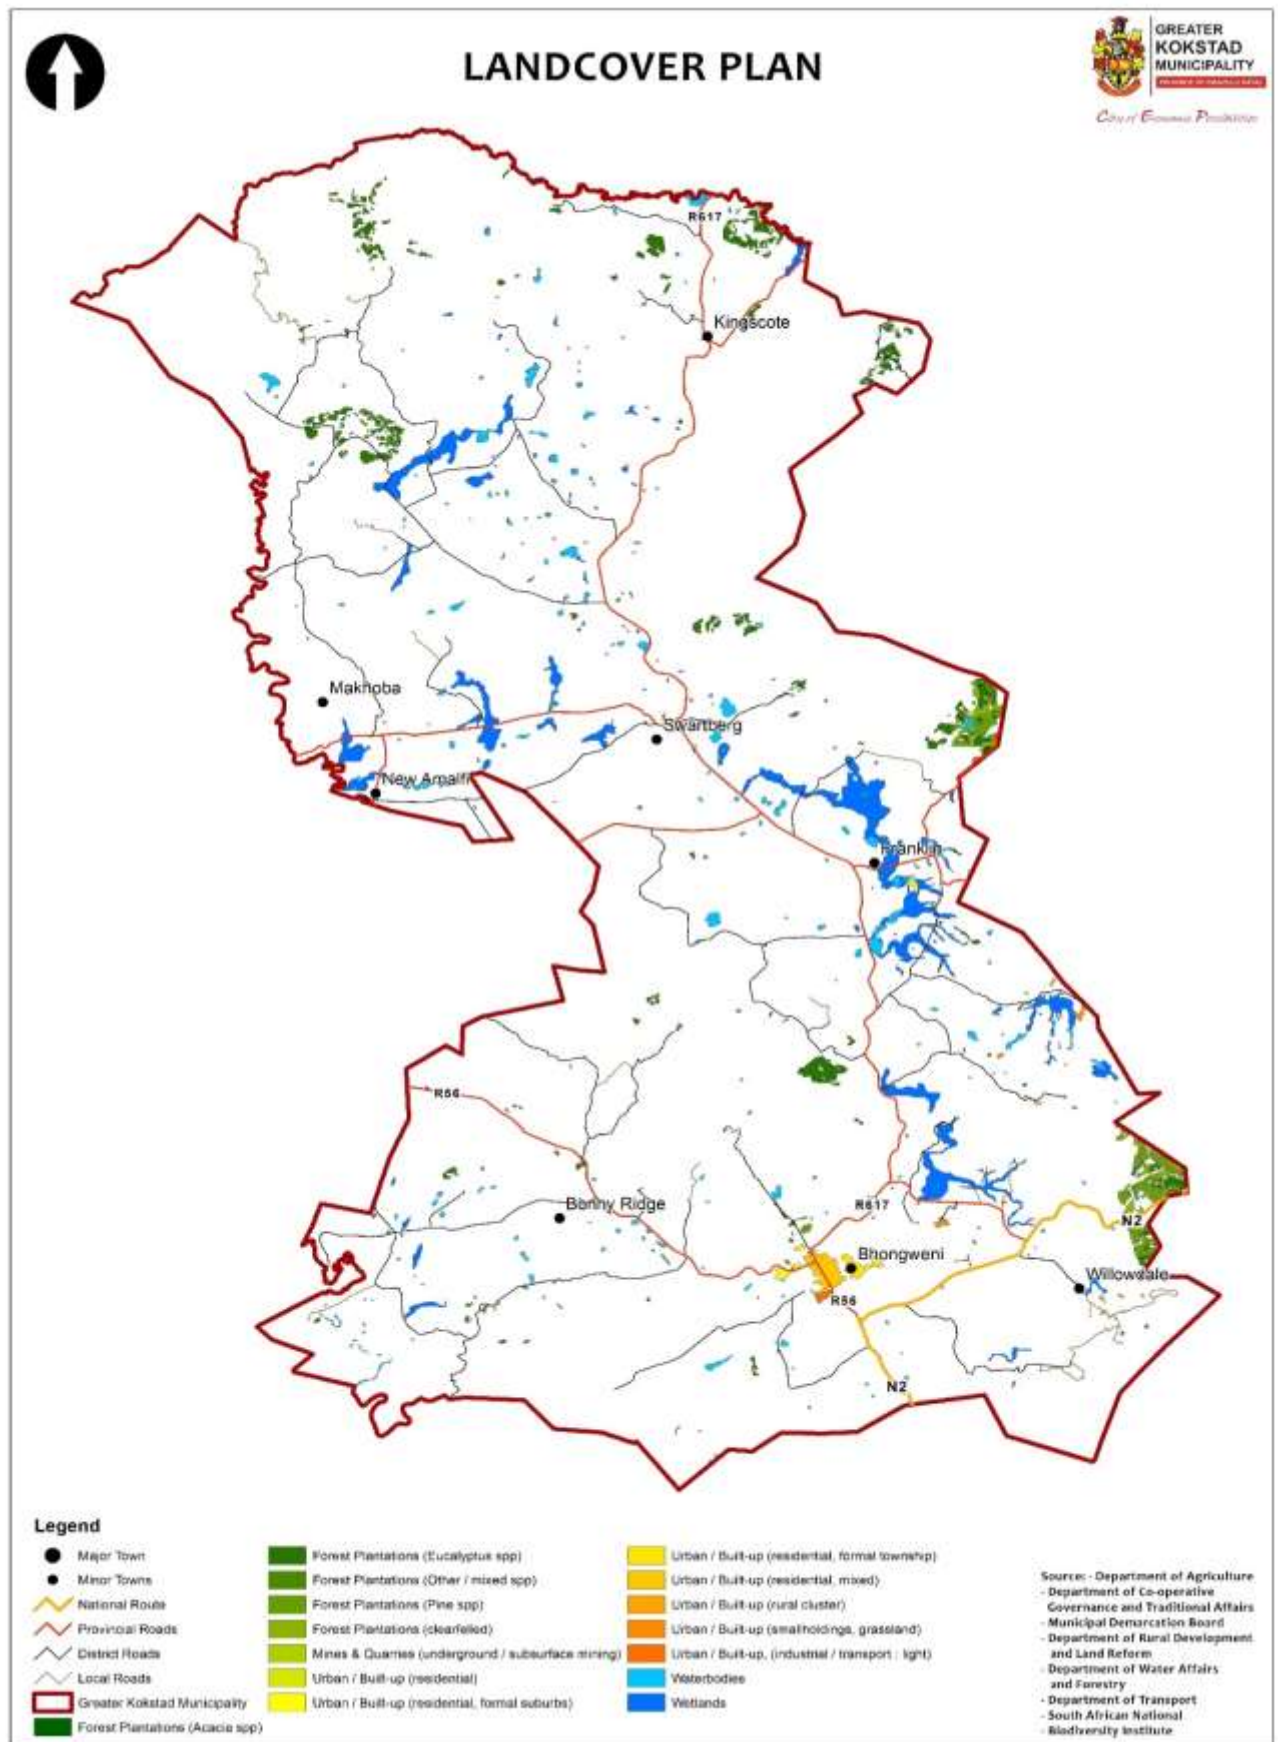 LANDCOVER PLAN
GREATER
KOKSTAD
MUNICIPALITY
City of Economic Possibilities
R617
Kingscote
Makhoba
Swartberg
New Amalfi
Franklin
R56
Bonny Ridge
R617
N2
Bhongweni
Willowdale
R56
N2
Legend
Major Town
Minor Towns
National Route
Provincial Roads
District Roads
Local Roads
Greater Kokstad Municipality
Forest Plantations (Acacia spp)
Forest Plantations (Eucalyptus spp)
Forest Plantations (Other / mixed spp)
Forest Plantations (Pine spp)
Forest Plantations (clearfelled)
Mines & Quarries (underground / subsurface mining)
Urban / Built-up (residential)
Urban / Built-up (residential, formal suburbs)
Urban / Built-up (residential, formal township)
Urban / Built-up (residential, mixed)
Urban / Built-up (rural cluster)
Urban / Built-up (smallholdings, grassland)
Urban / Built-up, (industrial / transport : light)
Waterbodies
Wetlands
Source: - Department of Agriculture
- Department of Co-operative
Governance and Traditional Affairs
- Municipal Demarcation Board
- Department of Rural Development
and Land Reform
- Department of Water Affairs
and Forestry
- Department of Transport
- South African National
- Biodiversity Institute